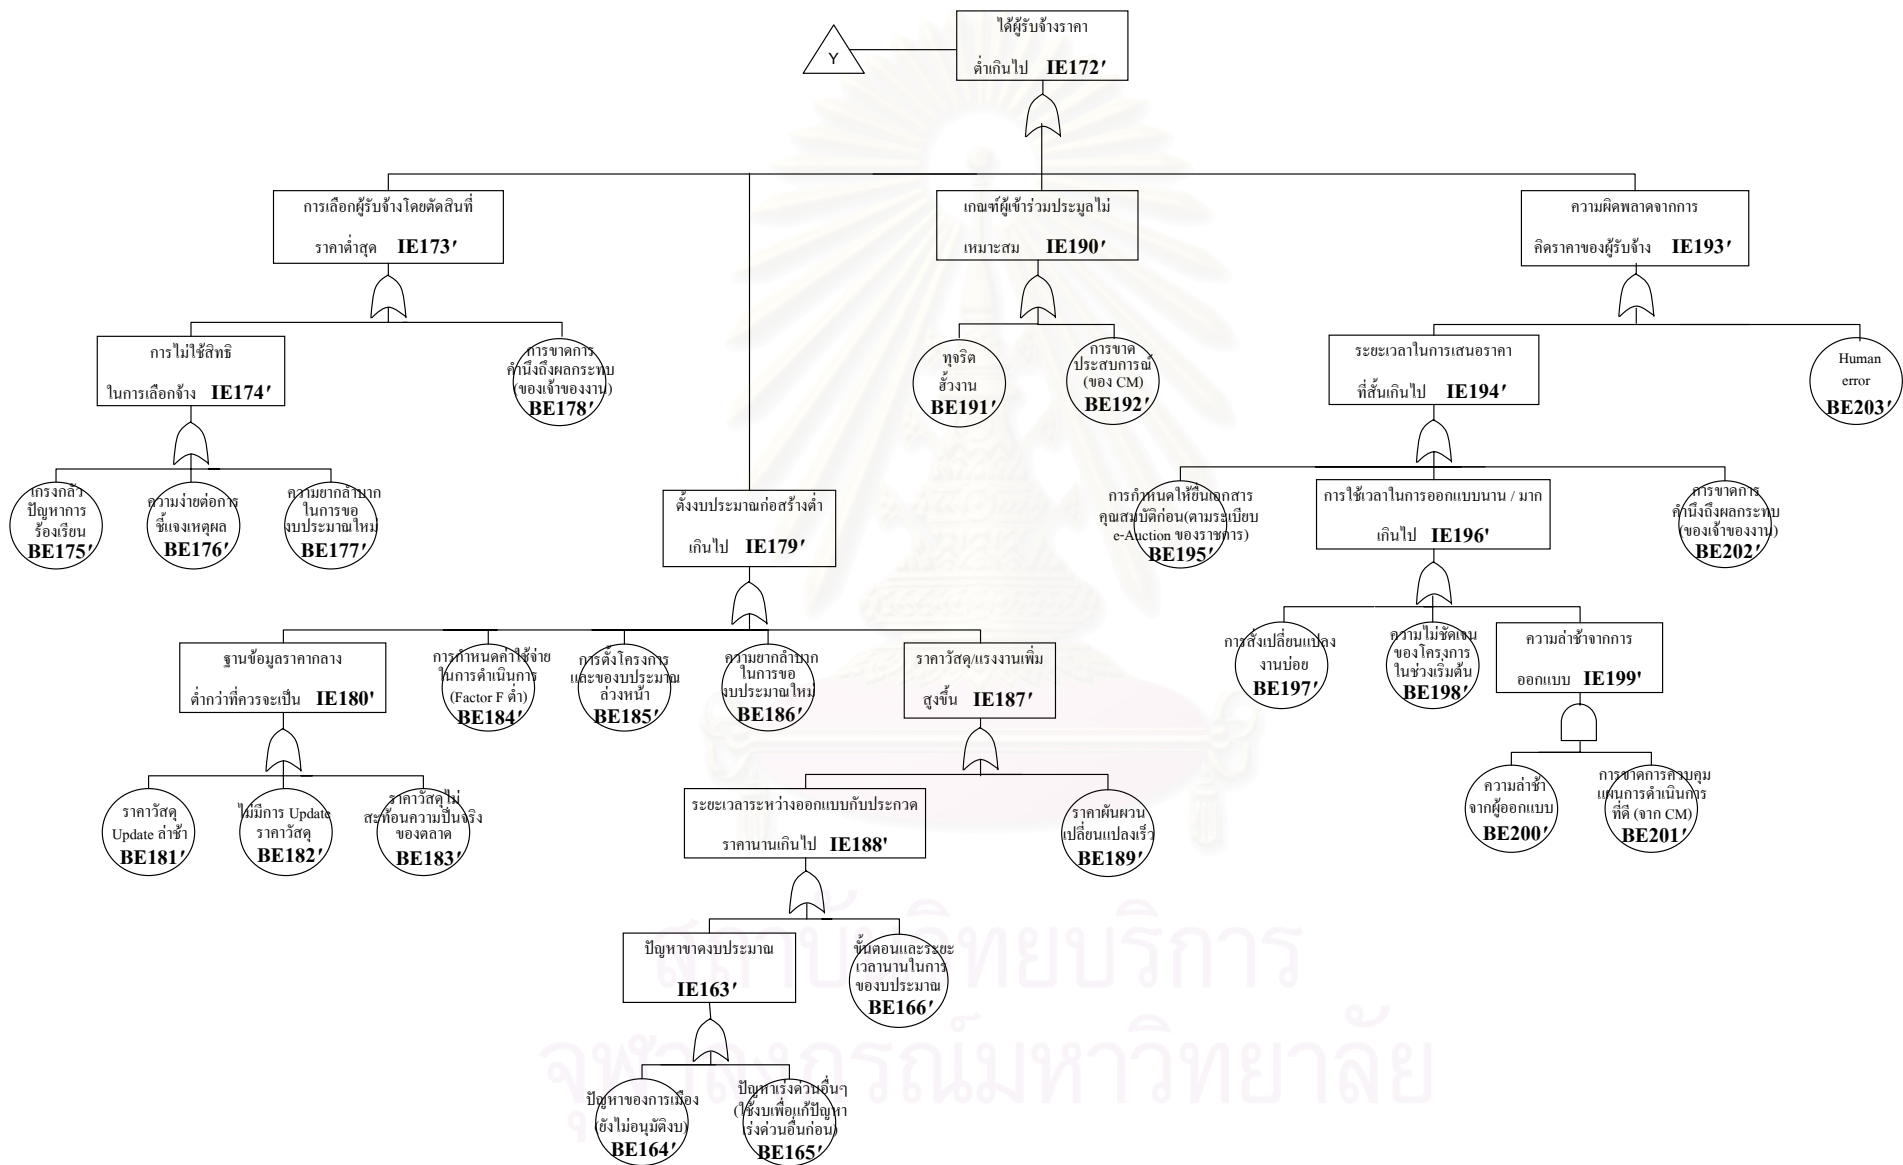 Y
ได้ผู้รับจ้างราคา
ต่ำเกินไป IE172′
การเลือกผู้รับจ้างโดยตัดสินที่
ราคาต่ำสุด IE173′
เกณฑ์ผู้เข้าร่วมประมูลไม่
เหมาะสม IE190′
ความผิดพลาดจากการ
คิดราคาของผู้รับจ้าง IE193′
การไม่ใช้สิทธิ
ในการเลือกจ้าง IE174′
การขาดการ
คำนึงถึงผลกระทบ
(ของเจ้าของงาน)
BE178′
ทุจริต
ฮั้วงาน
BE191′
การขาด
ประสบการณ์
(ของ CM)
BE192′
ระยะเวลาในการเสนอราคา
ที่สั้นเกินไป IE194′
Human
error
BE203′
เกรงกลัว
ปัญหาการ
ร้องเรียน
BE175′
ความง่ายต่อการ
ชี้แจงเหตุผล
BE176′
ความยากลำบาก
ในการขอ
งบประมาณใหม่
BE177′
ตั้งงบประมาณก่อสร้างต่ำ
เกินไป IE179′
การกำหนดให้ยื่นเอกสาร
คุณสมบัติก่อน(ตามระเบียบ
e-Auction ของราชการ)
BE195′
การใช้เวลาในการออกแบบนาน / มาก
เกินไป IE196'
การขาดการ
คำนึงถึงผลกระทบ
(ของเจ้าของงาน)
BE202′
ฐานข้อมูลราคากลาง
ต่ำกว่าที่ควรจะเป็น IE180'
การกำหนดค่าใช้จ่าย
ในการดำเนินการ
(Factor F ต่ำ)
BE184′
การตั้งโครงการ
และของบประมาณ
ล่วงหน้า
BE185′
ความยากลำบาก
ในการขอ
งบประมาณใหม่
BE186′
ราคาวัสดุ/แรงงานเพิ่ม
สูงขึ้น IE187′
การสั่งเปลี่ยนแปลง
งานบ่อย
BE197′
ความไม่ชัดเจน
ของโครงการ
ในช่วงเริ่มต้น
BE198′
ความล่าช้าจากการ
ออกแบบ IE199'
ราคาวัสดุ
Update ล่าช้า
BE181′
ไม่มีการ Update
ราคาวัสดุ
BE182′
ราคาวัสดุไม่
สะท้อนความเป็นจริง
ของตลาด
BE183′
ระยะเวลาระหว่างออกแบบกับประกวด
ราคานานเกินไป IE188'
ราคาผันผวน
เปลี่ยนแปลงเร็ว
BE189′
ความล่าช้า
จากผู้ออกแบบ
BE200′
การขาดการควบคุม
แผนการดำเนินการ
ที่ดี (จาก CM)
BE201′
ปัญหาขาดงบประมาณ
IE163′
ขั้นตอนและระยะ
เวลานานในการ
ของบประมาณ
BE166′
ปัญหาของการเมือง
(ยังไม่อนุมัติงบ)
BE164′
ปัญหาเร่งด่วนอื่นๆ
(ใช้งบเพื่อแก้ปัญหา
เร่งด่วนอื่นก่อน)
BE165′
สถาบันวิทยบริการ
จุฬาลงกรณ์มหาวิทยาลัย